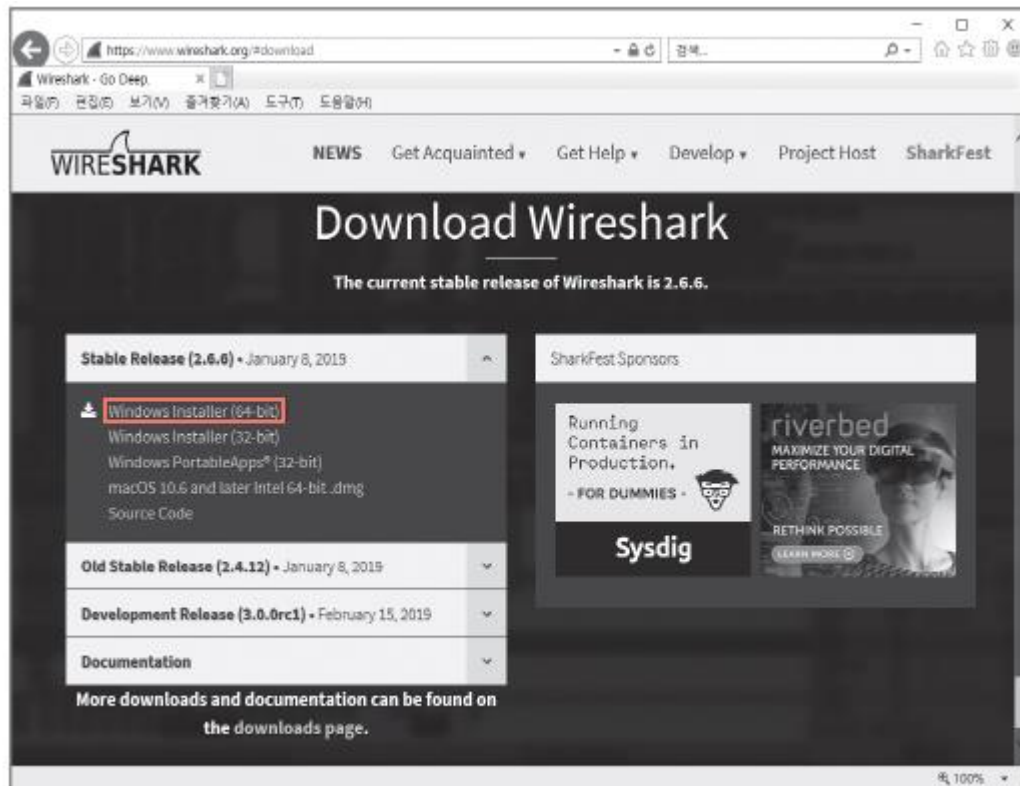 https://www.wireshark.org/#download
검색...
Wireshark - Go Deep.
파일(F) 편집(E) 보기(V) 즐겨찾기(A) 도구(T) 도움말(H)
WIRESHARK
NEWS Get Acquainted Get Help Develop Project Host SharkFest
Download Wireshark
The current stable release of Wireshark is 2.6.6.
Stable Release (2.6.6) • January 8, 2019
Windows Installer (64-bit)
Windows Installer (32-bit)
Windows PortableApps® (32-bit)
macOS 10.6 and later Intel 64-bit .dmg
Source Code
Old Stable Release (2.4.12) • January 8, 2019
Development Release (3.0.0rc1) • February 15, 2019
Documentation
More downloads and documentation can be found on
the downloads page.
SharkFest Sponsors
Running
Containers in
Production.
- FOR DUMMIES -
Sysdig
riverbed
MAXIMIZE YOUR DIGITAL
PERFORMANCE
RETHINK POSSIBLE
LEARN MORE
100%